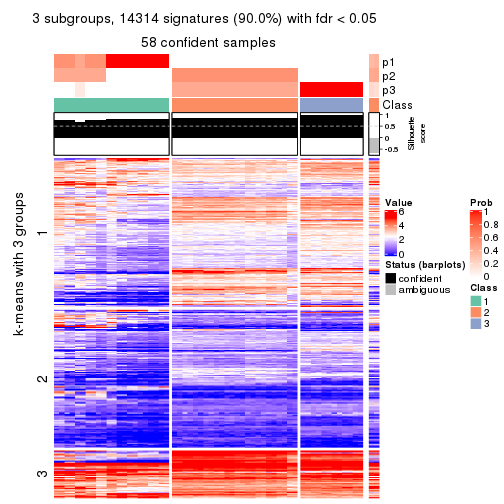 3 subgroups, 14314 signatures (90.0%) with fdr < 0.05
58 confident samples
p1
p2
p3
Class
1
0.5
0
-0.5
Silhouette
score
k-means with 3 groups
1
2
3
Value
6
4
2
0
Status (barplots)
confident
ambiguous
Prob
1
0.8
0.6
0.4
0.2
0
Class
1
2
3